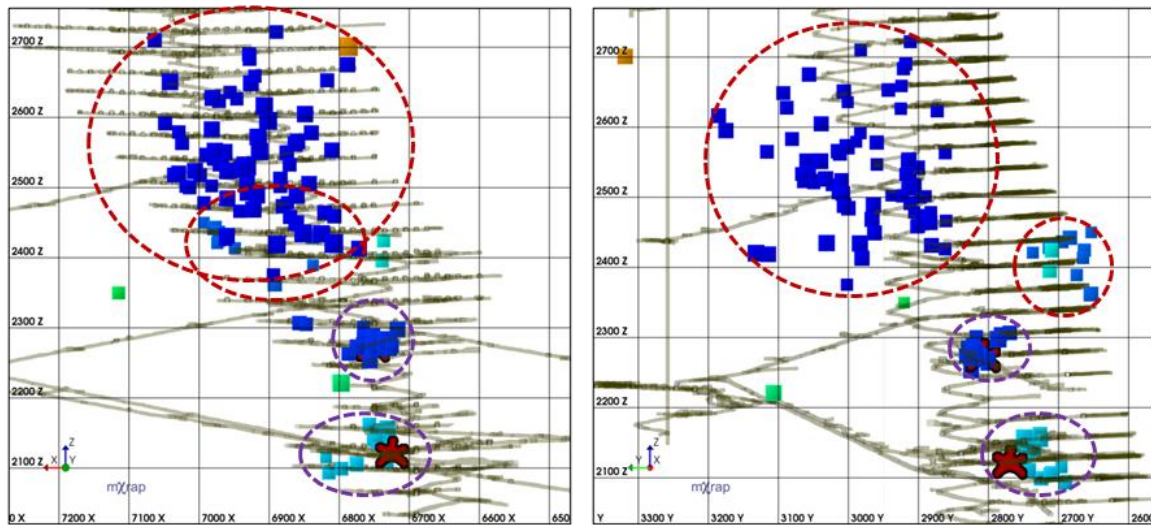 2700 Z
2600 Z
2500 Z
2400 Z
2300 Z
2200 Z
2100 Z
Z
X Y
mXrap
0 X 7200 X 7100 X 7000 X 6900 X 6800 X 6700 X 6600 X 650
2700 Z
2600 Z
2500 Z
2400 Z
2300 Z
2200 Z
2100 Z
Z
Y X
mXrap
3300 Y 3200 Y 3100 Y 3000 Y 2900 Y 2800 Y 2700 Y 2600